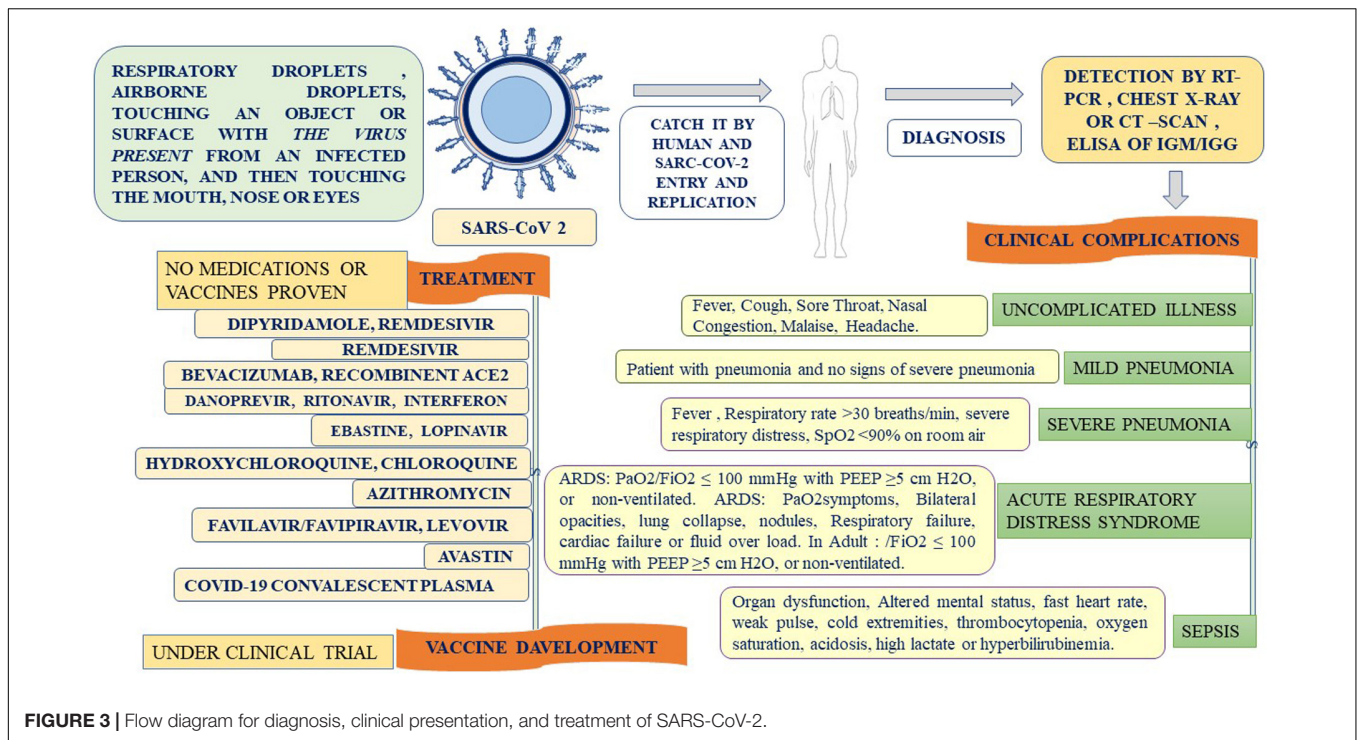 RESPIRATORY DROPLETS ,
AIRBORNE DROPLETS,
TOUCHING AN OBJECT OR
SURFACE WITH THE VIRUS
PRESENT FROM AN INFECTED
PERSON, AND THEN TOUCHING
THE MOUTH, NOSE OR EYES
SARS-CoV 2
CATCH IT BY
HUMAN AND
SARC-COV-2
ENTRY AND
REPLICATION
DIAGNOSIS
DETECTION BY RT-
PCR , CHEST X-RAY
OR CT –SCAN ,
ELISA OF IGM/IGG
CLINICAL COMPLICATIONS
Fever, Cough, Sore Throat, Nasal
Congestion, Malaise, Headache.
UNCOMPLICATED ILLNESS
Patient with pneumonia and no signs of severe pneumonia
MILD PNEUMONIA
Fever , Respiratory rate >30 breaths/min, severe
respiratory distress, SpO2 <90% on room air
SEVERE PNEUMONIA
ARDS: PaO2/FiO2 ≤ 100 mmHg with PEEP ≥5 cm H2O,
or non-ventilated. ARDS: PaO2symptoms, Bilateral
opacities, lung collapse, nodules, Respiratory failure,
cardiac failure or fluid over load. In Adult : /FiO2 ≤ 100
mmHg with PEEP ≥5 cm H2O, or non-ventilated.
ACUTE RESPIRATORY
DISTRESS SYNDROME
Organ dysfunction, Altered mental status, fast heart rate,
weak pulse, cold extremities, thrombocytopenia, oxygen
saturation, acidosis, high lactate or hyperbilirubinemia.
SEPSIS
NO MEDICATIONS OR
VACCINES PROVEN
TREATMENT
DIPYRIDAMOLE, REMDESIVIR
REMDESIVIR
BEVACIZUMAB, RECOMBINENT ACE2
DANOPREVIR, RITONAVIR, INTERFERON
EBASTINE, LOPINAVIR
HYDROXYCHLOROQUINE, CHLOROQUINE
AZITHROMYCIN
FAVILAVIR/FAVIPIRAVIR, LEVOVIR
AVASTIN
COVID-19 CONVALESCENT PLASMA
UNDER CLINICAL TRIAL
VACCINE DAVELOPMENT
S
S
FIGURE 3 | Flow diagram for diagnosis, clinical presentation, and treatment of SARS-CoV-2.